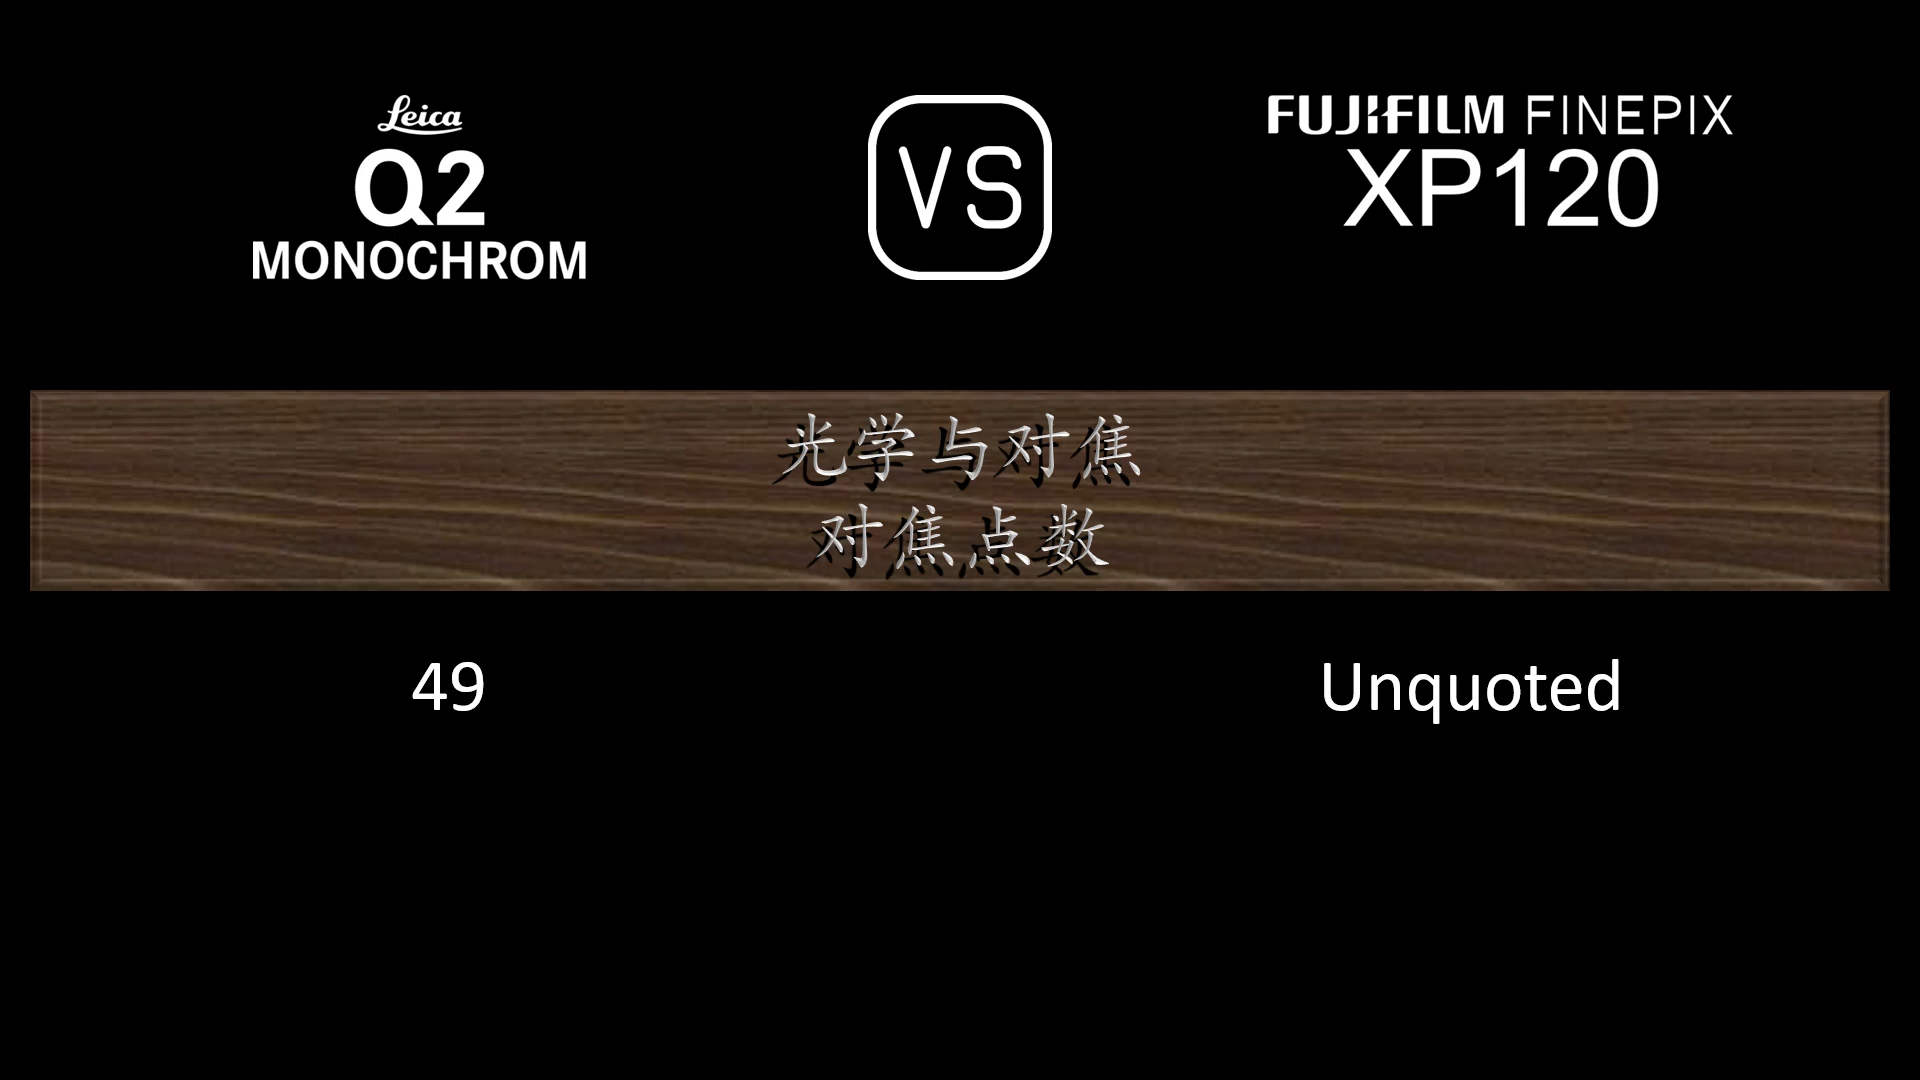 Leica
Q2
MONOCHROM
VS
FUJIFILM FINEPIX
XP120
光学与对焦
对焦点数
49
Unquoted